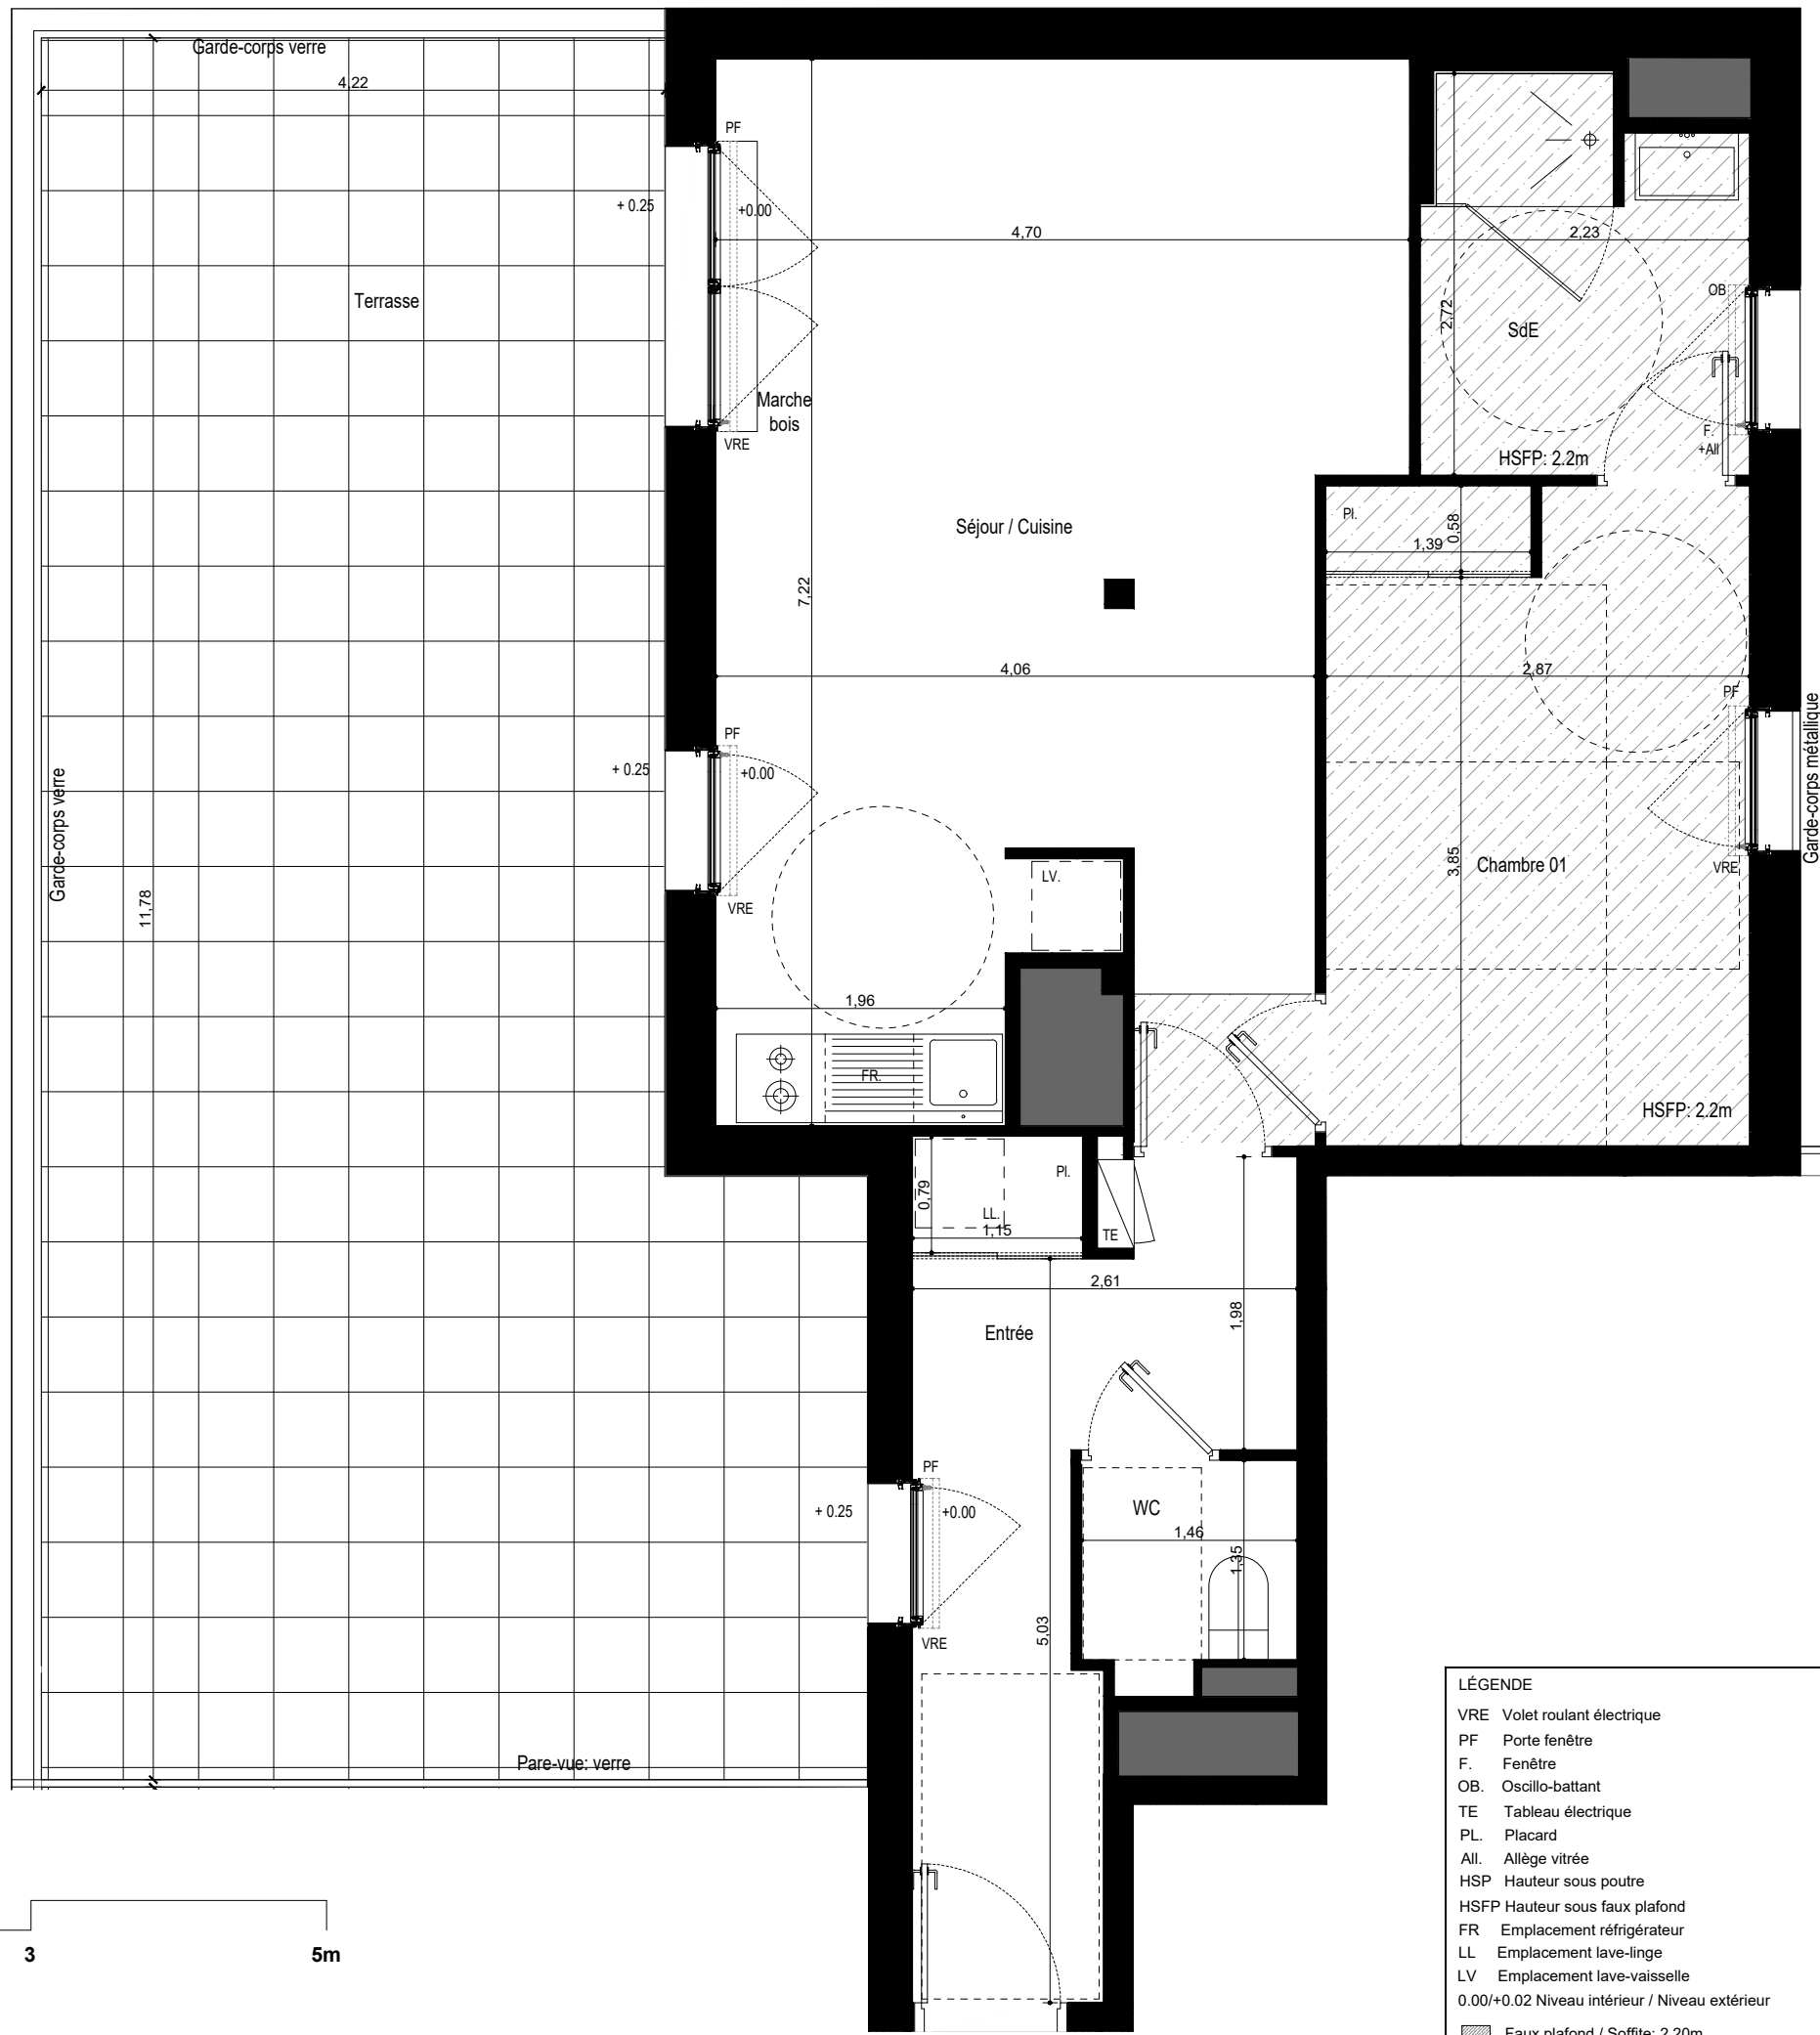 Garde-corps verre
4,22
PF
+ 0.25
+0.00
4,70
2,23
Terrasse
OB
2,72
SdE
Marche
bois
VRE
F.
+All
HSFP: 2.2m
Pl.
0,58
Séjour / Cuisine
1,39
7,22
4,06
2,87
PF
PF
Garde-corps métallique
+ 0.25
+0.00
Garde-corps verre
3,85
Chambre 01
VRE
LV.
11,78
VRE
1,96
FR.
HSFP: 2.2m
Pl.
0,79
LL.
1,15
TE
2,61
1,98
Entrée
PF
+ 0.25
+0.00
WC
1,46
1,35
5,03
VRE
Pare-vue: verre
3
5m
LÉGENDE
VRE Volet roulant électrique
PF Porte fenêtre
F. Fenêtre
OB. Oscillo-battant
TE Tableau électrique
PL. Placard
All. Allège vitrée
HSP Hauteur sous poutre
HSFP Hauteur sous faux plafond
FR Emplacement réfrigérateur
LL Emplacement lave-linge
LV Emplacement lave-vaisselle
0.00/+0.02 Niveau intérieur / Niveau extérieur
Faux plafond / Soffite: 2,20m